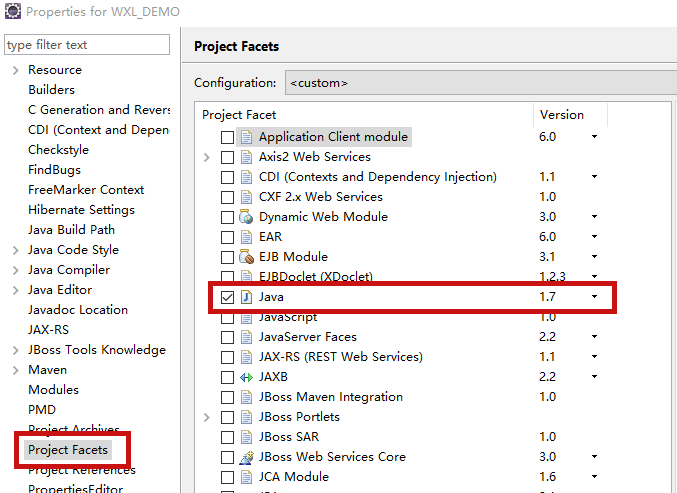 Properties for WXL_DEMO
type filter text
Resource
Builders
C Generation and Revers
CDI (Context and Depen
Checkstyle
FindBugs
FreeMarker Context
Hibernate Settings
Java Build Path
Java Code Style
Java Compiler
Java Editor
Javadoc Location
JAX-RS
JBoss Tools Knowledge
Maven
Modules
PMD
Project Archives
Project Facets
Project References
PropertiesEditor
Project Facets
Configuration: <custom>
Project Facet Version
Application Client module 6.0
Axis2 Web Services
CDI (Contexts and Dependency Injection) 1.1
CXF 2.x Web Services 1.0
Dynamic Web Module 3.0
EAR 6.0
EJB Module 3.1
EJBDoclet (XDoclet) 1.2.3
Java 1.7
JavaScript 1.0
JavaServer Faces 2.2
JAX-RS (REST Web Services) 1.1
JAXB 2.2
JBoss Maven Integration 1.0
JBoss Portlets
JBoss SAR 1.0
JBoss Web Services Core 3.0
JCA Module 1.6